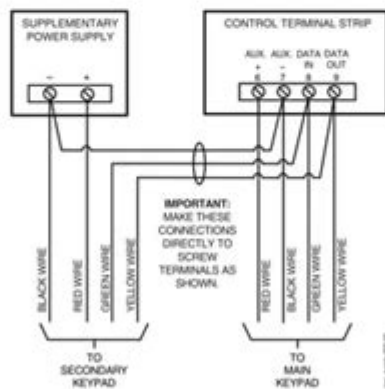 SUPPLEMENTARY
POWER SUPPLY
− +
CONTROL TERMINAL STRIP
AUX. AUX. DATA DATA
+ − IN OUT
6 7 8 9
IMPORTANT:
MAKE THESE
CONNECTIONS
DIRECTLY TO
SCREW
TERMINALS AS
SHOWN.
BLACK WIRE
RED WIRE
GREEN WIRE
YELLOW WIRE
RED WIRE
BLACK WIRE
GREEN WIRE
YELLOW WIRE
TO
SECONDARY
KEYPAD
TO
MAIN
KEYPAD